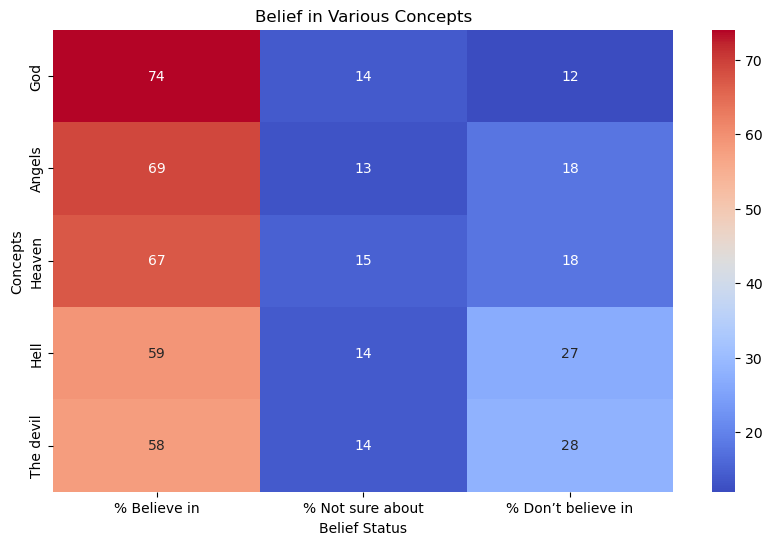 Belief in Various Concepts
Concepts
God 74 14 12
Angels 69 13 18
Heaven 67 15 18
Hell 59 14 27
The devil 58 14 28
% Believe in % Not sure about % Don’t believe in
Belief Status
70
60
50
40
30
20